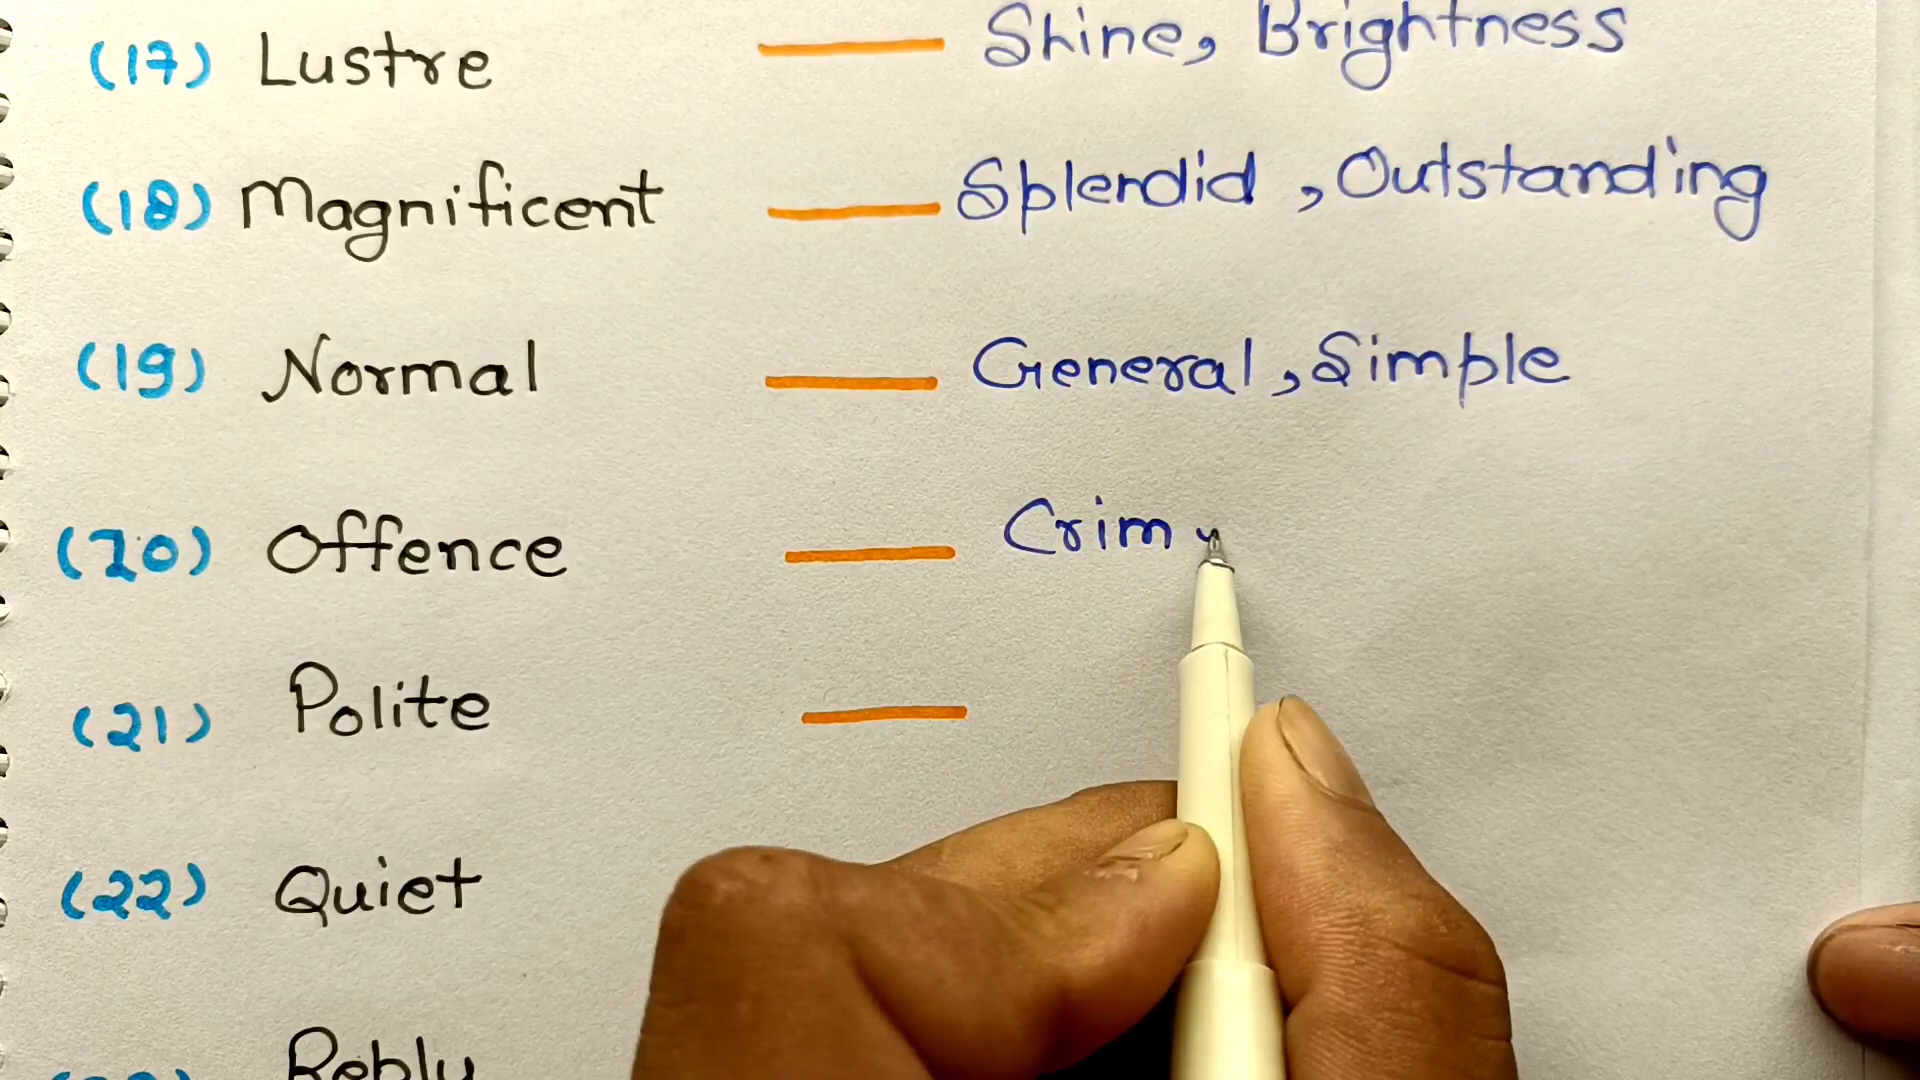 (17) Lustre — Shine, Brightness
(18) Magnificent — Splendid, Outstanding
(19) Normal — General, Simple
(20) Offence — Crim
(21) Polite —
(22) Quiet
Reply